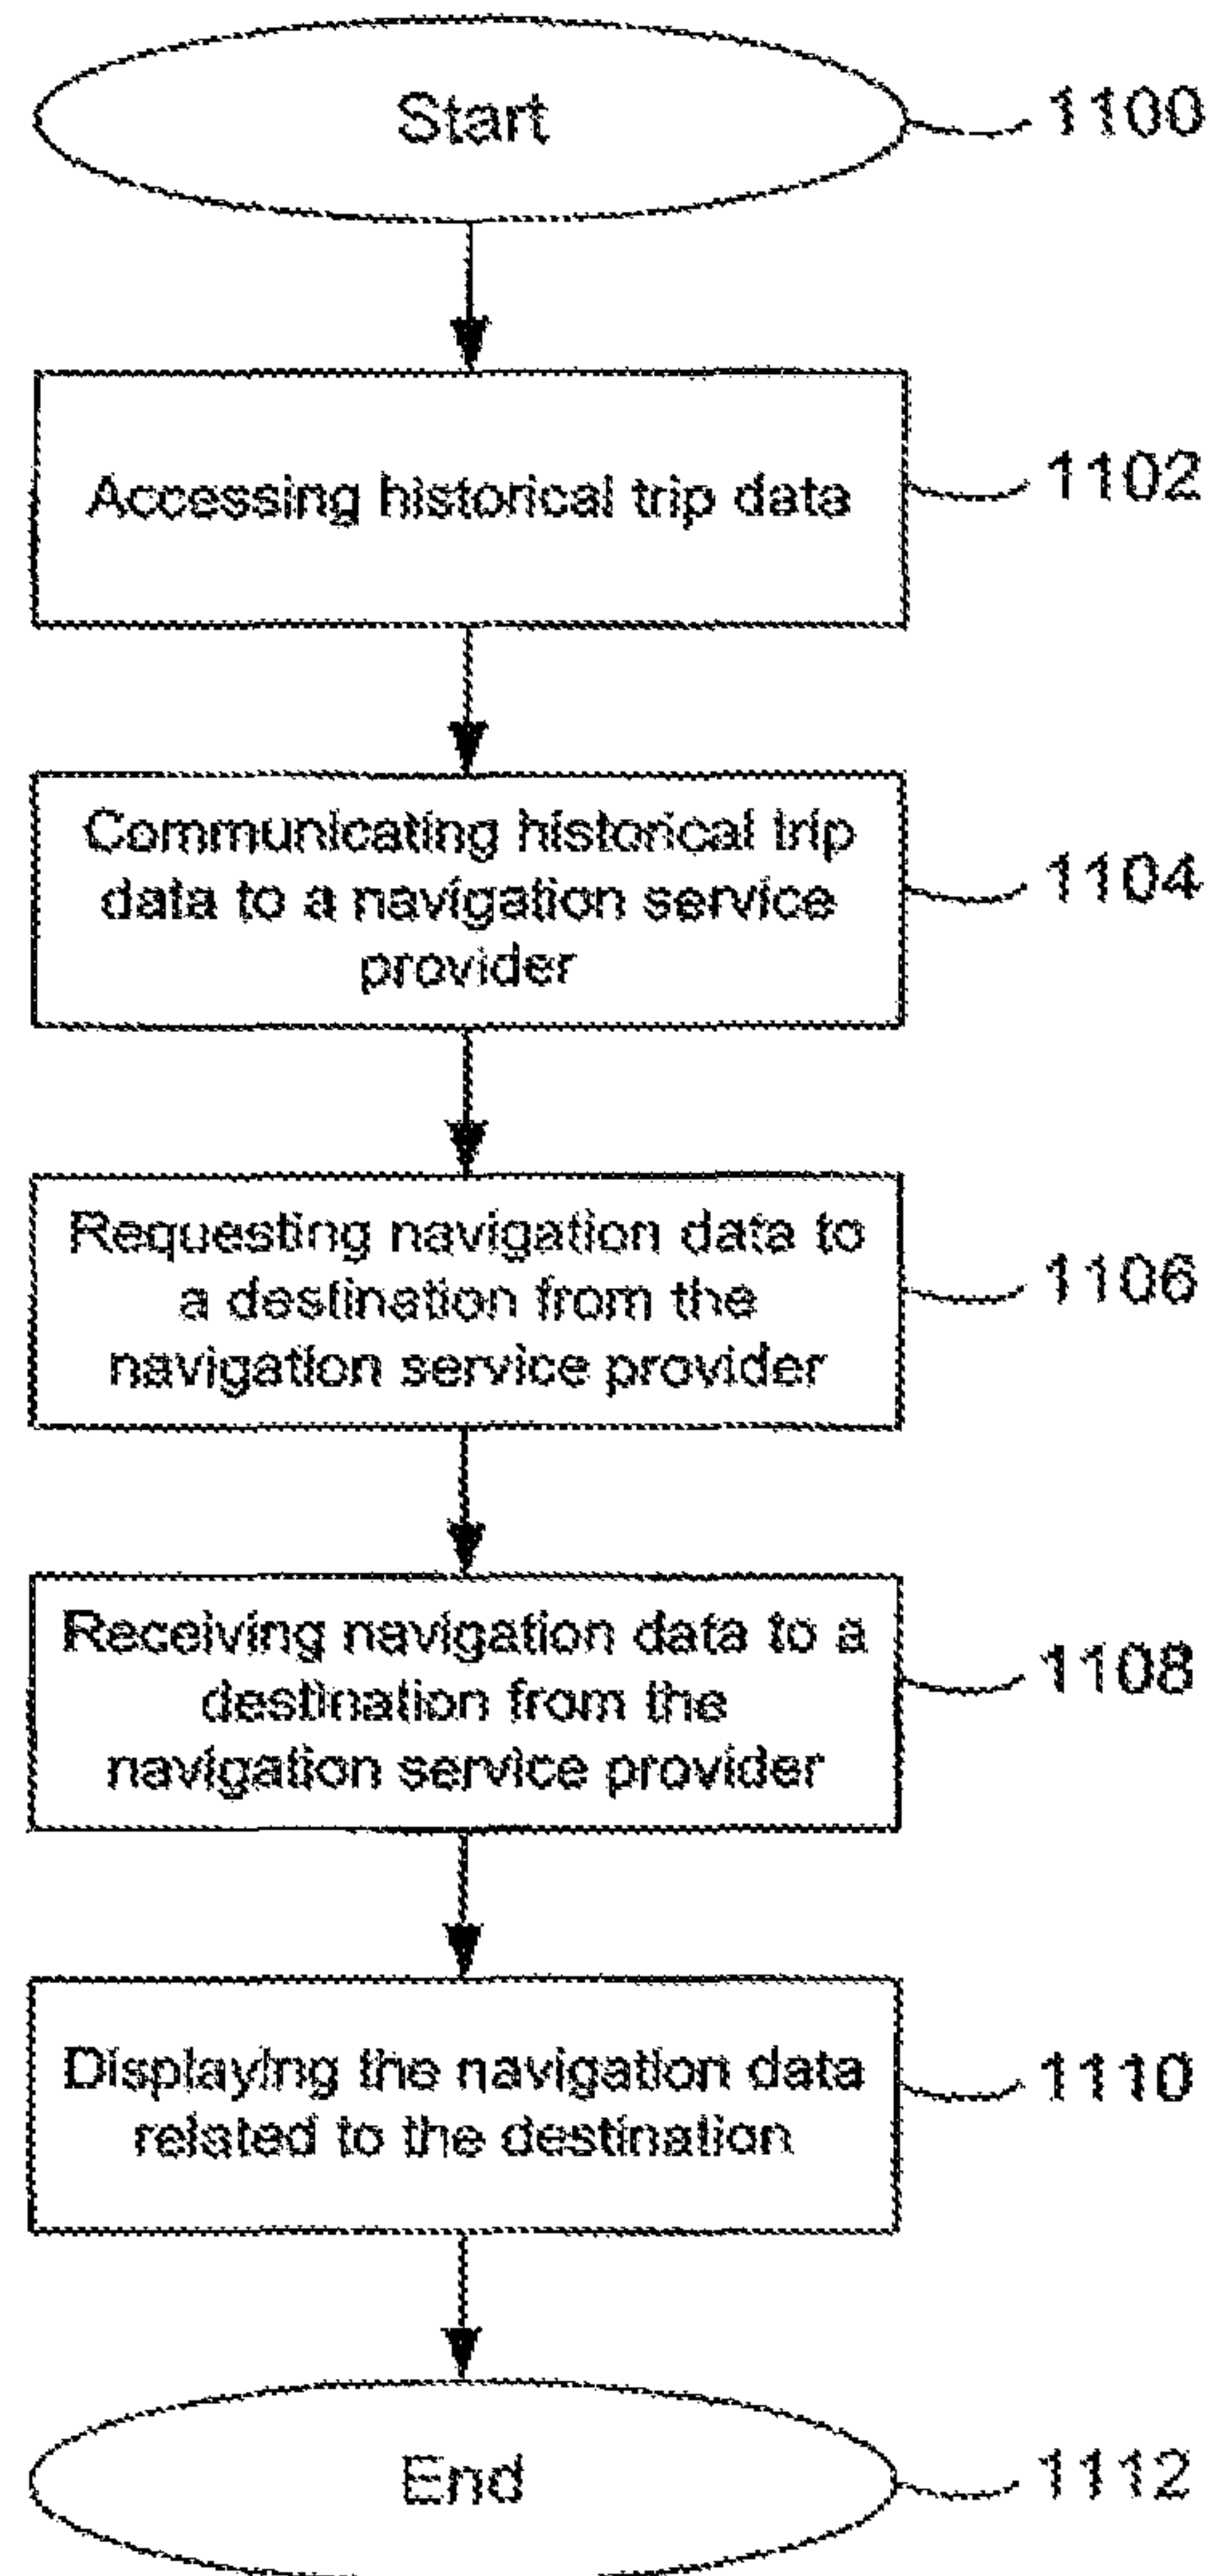 Start
1100
Accessing historical trip data
1102
Communicating historical trip
data to a navigation service
provider
1104
Requesting navigation data to
a destination from the
navigation service provider
1106
Receiving navigation data to a
destination from the
navigation service provider
1108
Displaying the navigation data
related to the destination
1110
End
1112